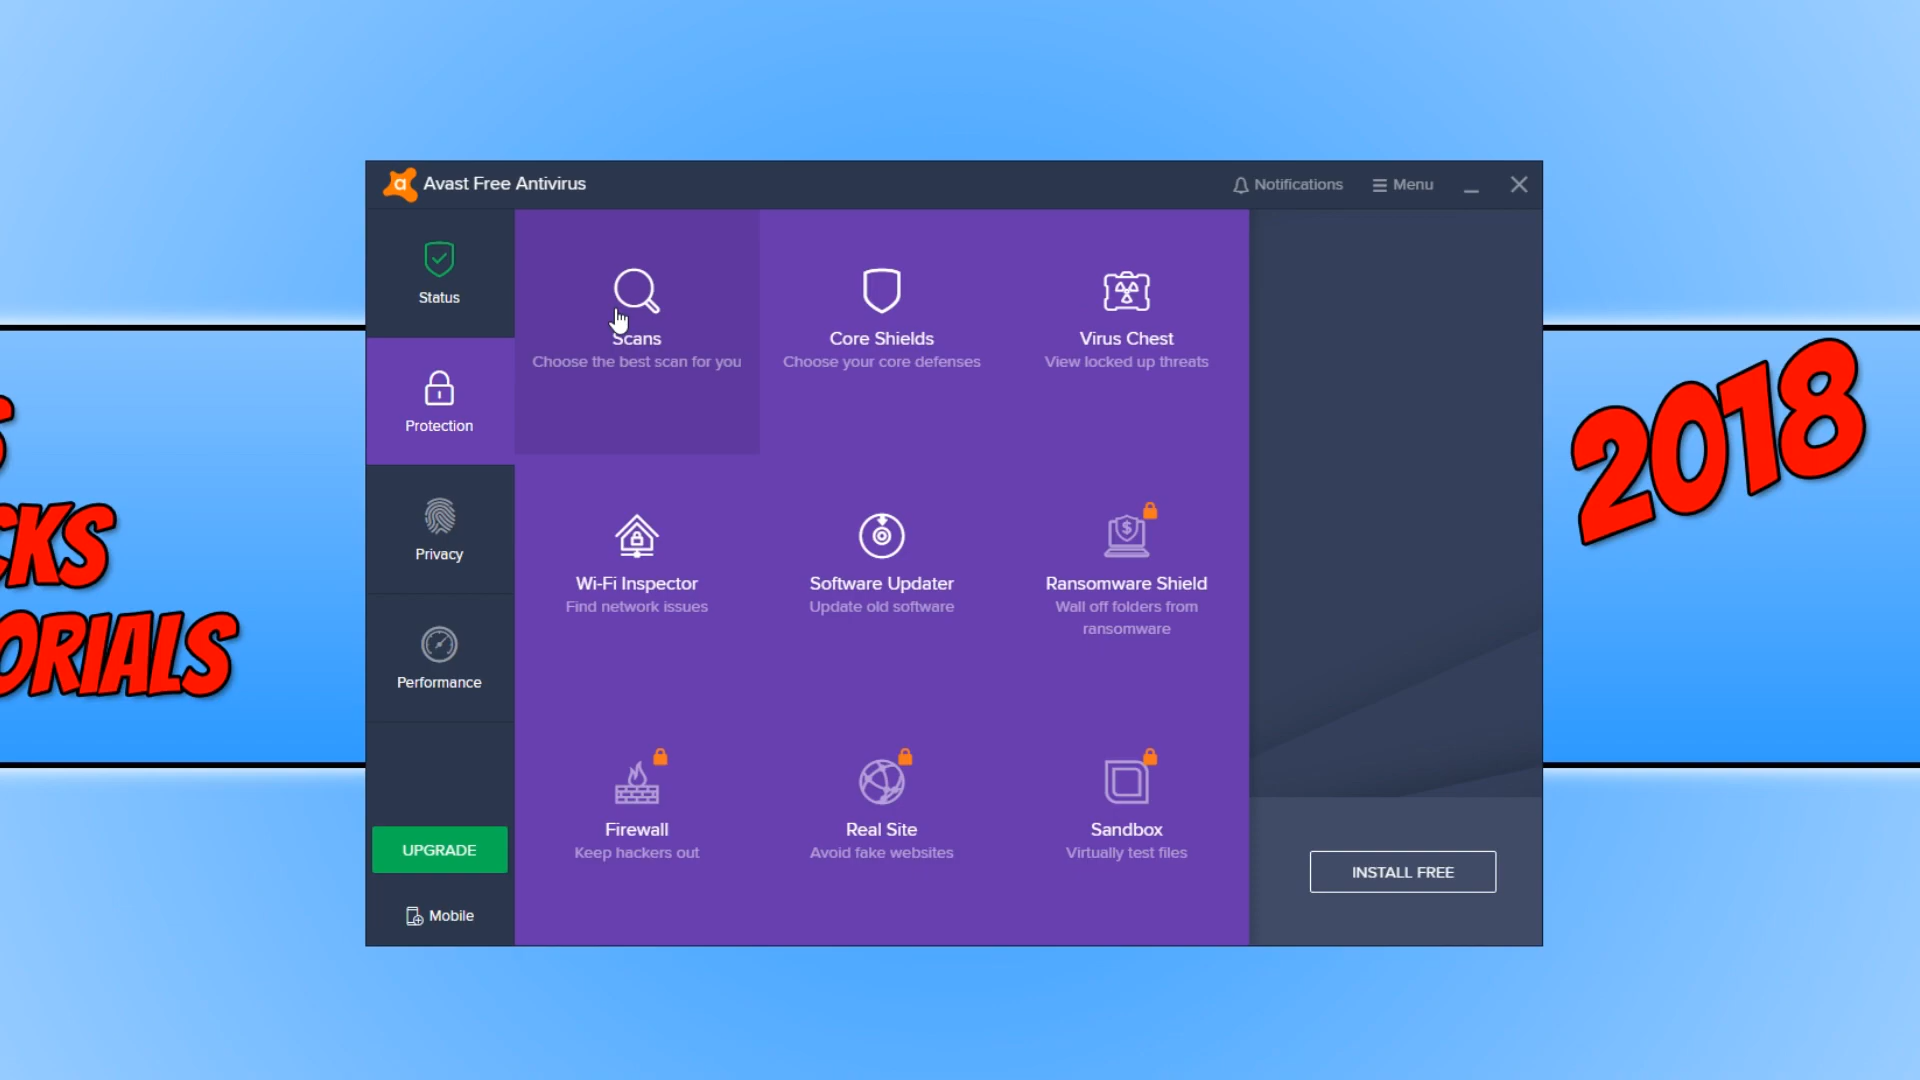 Avast Free Antivirus
Notifications
Menu
Status
Protection
Privacy
Performance
UPGRADE
Mobile
Scans
Choose the best scan for you
Core Shields
Choose your core defenses
Virus Chest
View locked up threats
Wi-Fi Inspector
Find network issues
Software Updater
Update old software
Ransomware Shield
Wall off folders from
ransomware
Firewall
Keep hackers out
Real Site
Avoid fake websites
Sandbox
Virtually test files
INSTALL FREE
S
CKS
ORIALS
2018